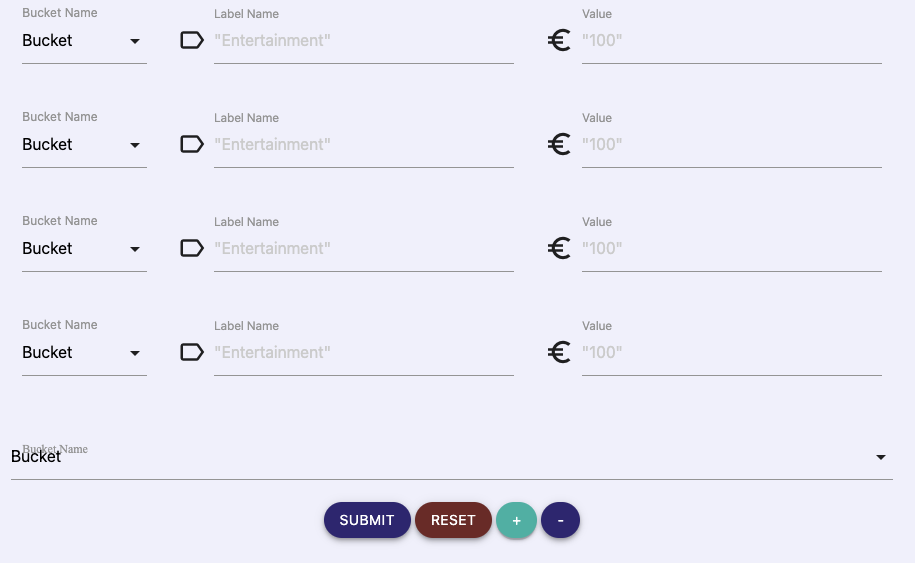 Bucket Name Label Name Value
Bucket "Entertainment" € "100"
Bucket Name Label Name Value
Bucket "Entertainment" € "100"
Bucket Name Label Name Value
Bucket "Entertainment" € "100"
Bucket Name Label Name Value
Bucket "Entertainment" € "100"
Bucket Name
Bucket
SUBMIT RESET + -